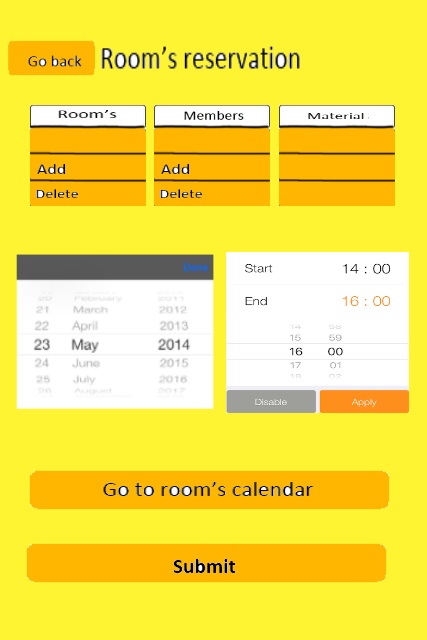 Go back
Room's reservation
Room's Members Material
Add Add
Delete Delete
Done
Start 14 : 00
End 16 : 00
20 February 2011
21 March 2012
22 April 2013
23 May 2014
24 June 2015
25 July 2016
26 August 2017
14 58
15 59
16 00
17 01
18 02
Disable Apply
Go to room's calendar
Submit